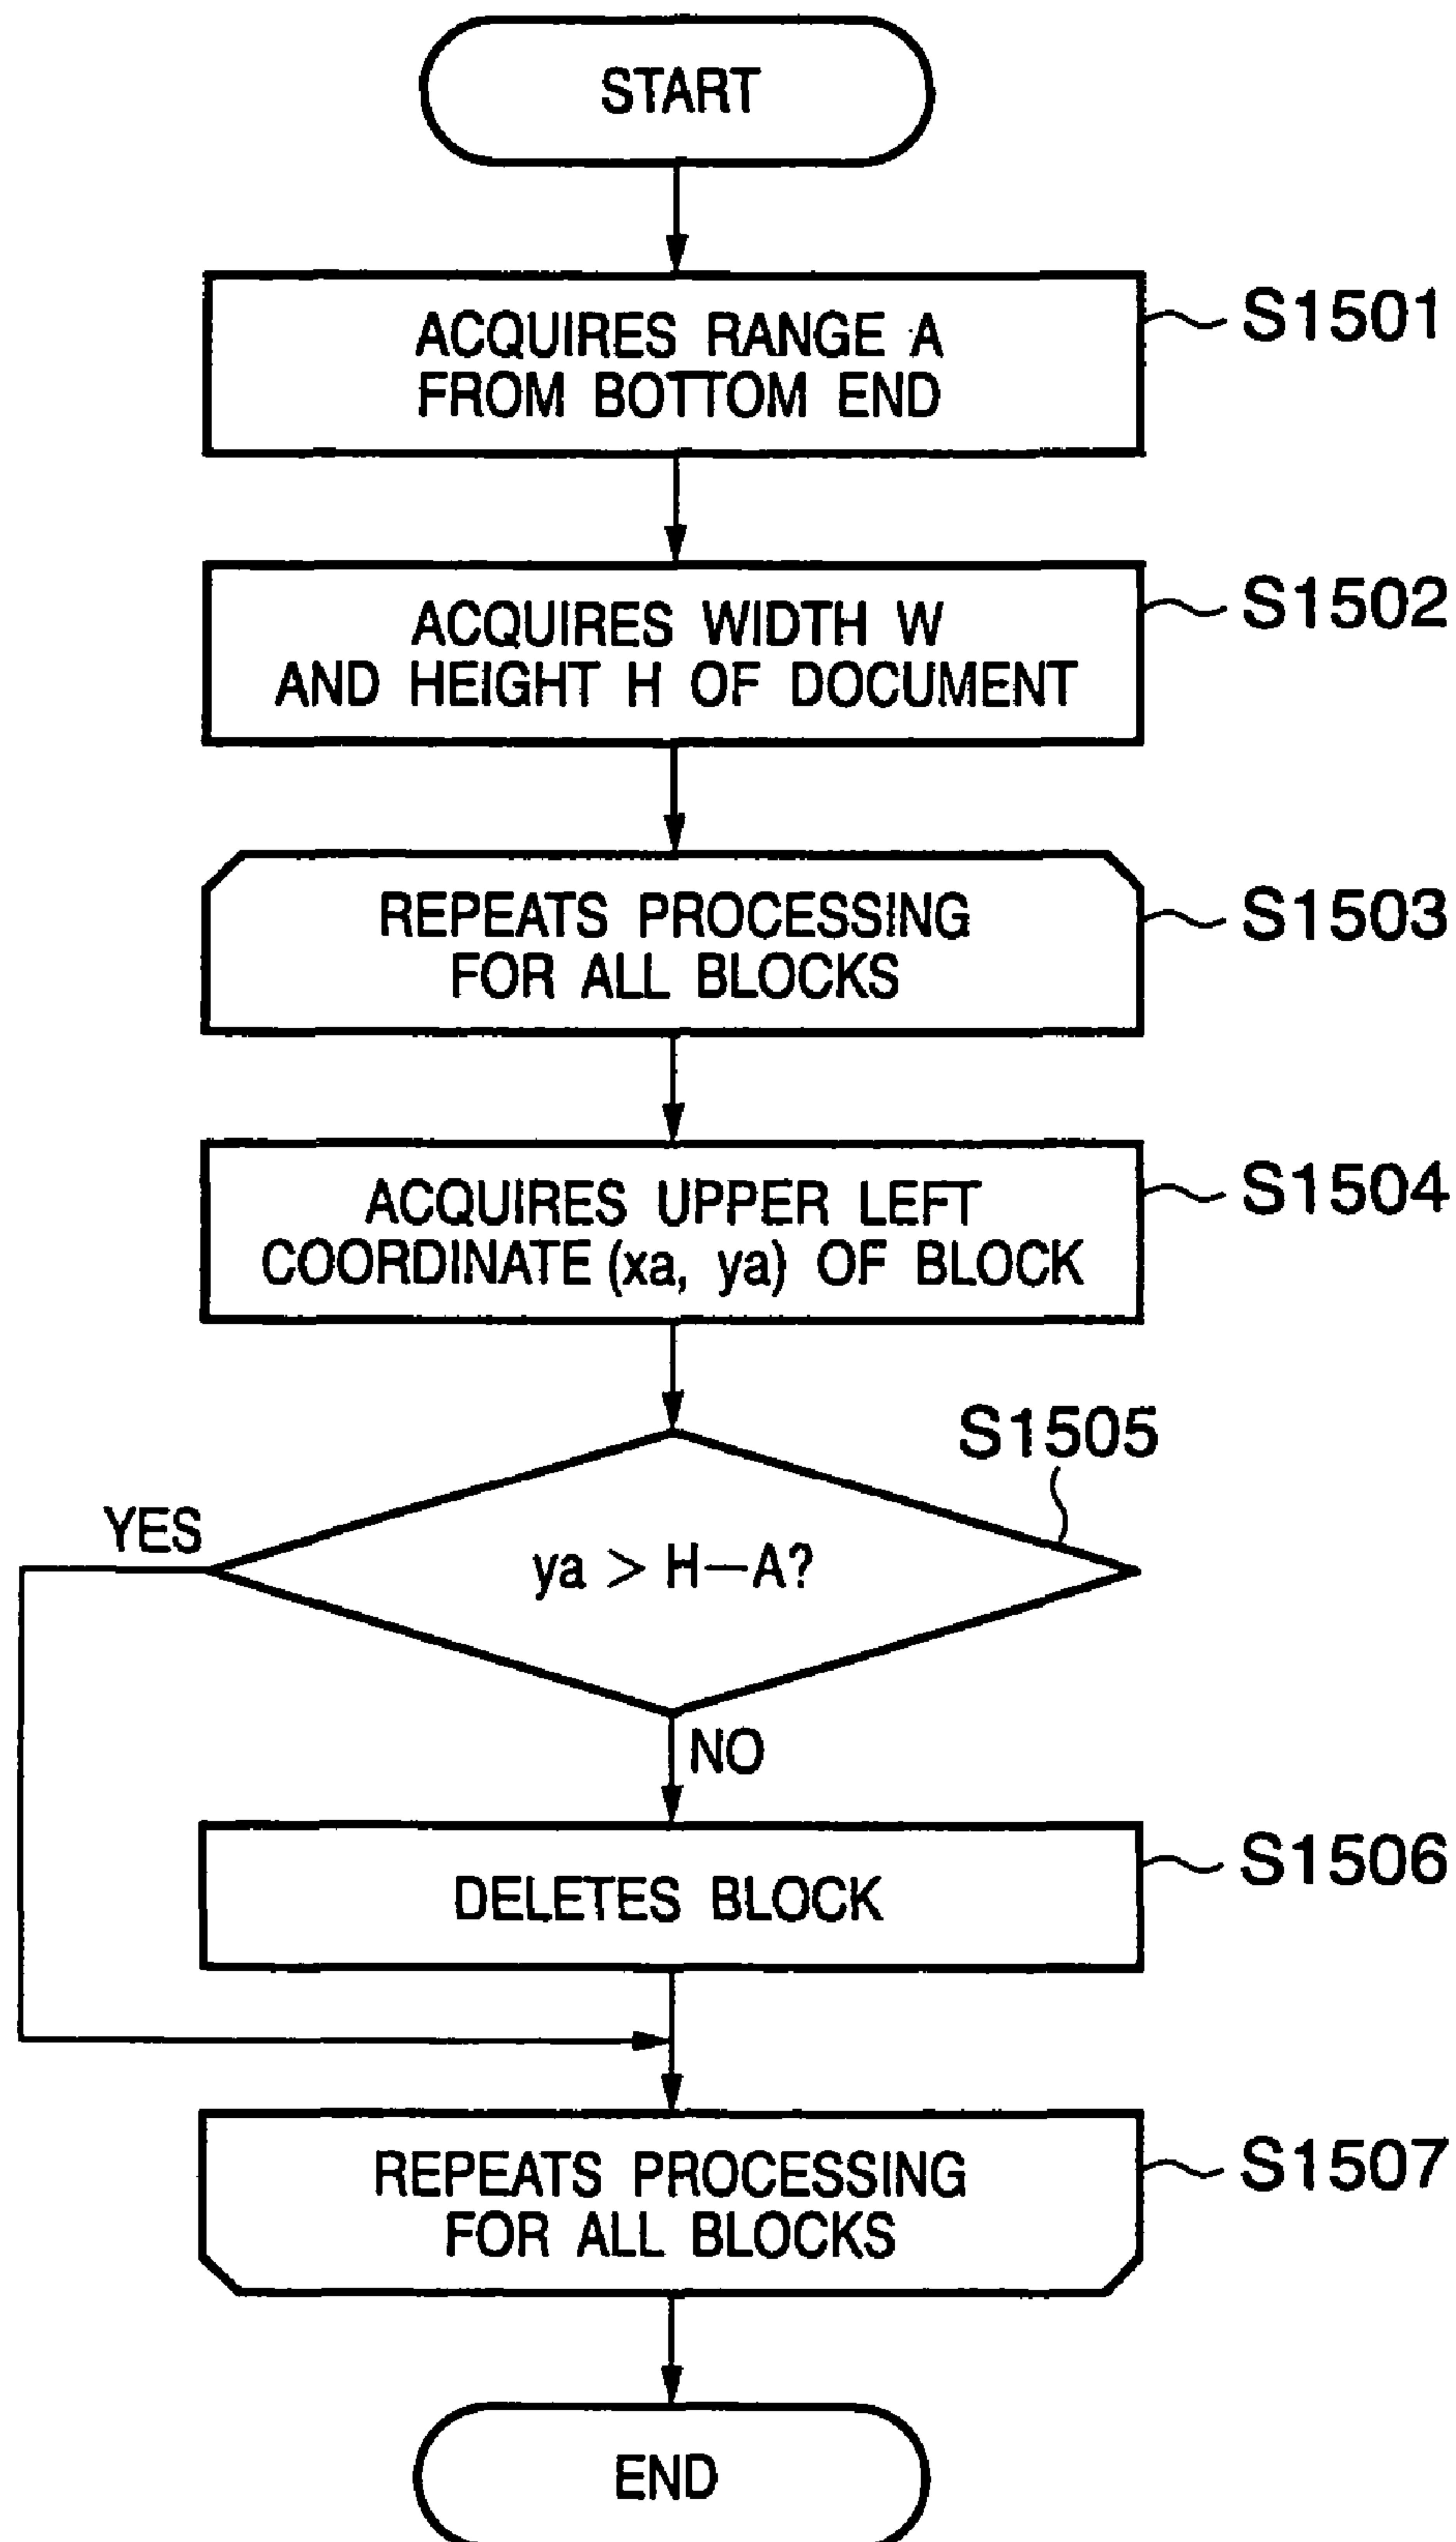 START
ACQUIRES RANGE A
FROM BOTTOM END
S1501
ACQUIRES WIDTH W
AND HEIGHT H OF DOCUMENT
S1502
REPEATS PROCESSING
FOR ALL BLOCKS
S1503
ACQUIRES UPPER LEFT
COORDINATE (xa, ya) OF BLOCK
S1504
S1505
YES
ya > H—A?
NO
DELETES BLOCK
S1506
REPEATS PROCESSING
FOR ALL BLOCKS
S1507
END